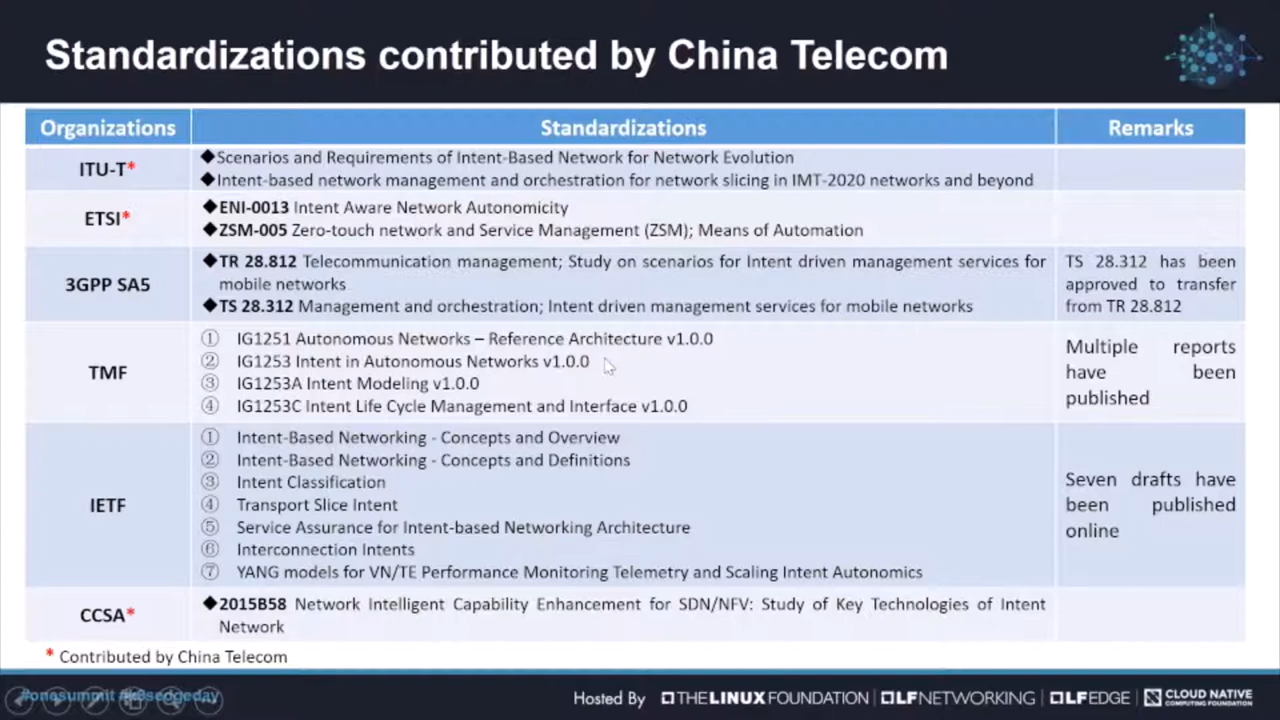 Standardizations contributed by China Telecom
Organizations Standardizations Remarks
ITU-T*
◆Scenarios and Requirements of Intent-Based Network for Network Evolution
◆Intent-based network management and orchestration for network slicing in IMT-2020 networks and beyond
ETSI*
◆ENI-0013 Intent Aware Network Autonomicity
◆ZSM-005 Zero-touch network and Service Management (ZSM); Means of Automation
3GPP SA5
◆TR 28.812 Telecommunication management; Study on scenarios for Intent driven management services for
mobile networks
◆TS 28.312 Management and orchestration; Intent driven management services for mobile networks
TS 28.312 has been
approved to transfer
from TR 28.812
TMF
① IG1251 Autonomous Networks – Reference Architecture v1.0.0
② IG1253 Intent in Autonomous Networks v1.0.0
③ IG1253A Intent Modeling v1.0.0
④ IG1253C Intent Life Cycle Management and Interface v1.0.0
Multiple reports
have been
published
IETF
① Intent-Based Networking - Concepts and Overview
② Intent-Based Networking - Concepts and Definitions
③ Intent Classification
④ Transport Slice Intent
⑤ Service Assurance for Intent-based Networking Architecture
⑥ Interconnection Intents
⑦ YANG models for VN/TE Performance Monitoring Telemetry and Scaling Intent Autonomics
Seven drafts have
been published
online
CCSA*
◆2015B58 Network Intelligent Capability Enhancement for SDN/NFV: Study of Key Technologies of Intent
Network
* Contributed by China Telecom
#onesummit #k8sedgeday
Hosted By THE LINUX FOUNDATION LFNETWORKING LFEDGE CLOUD NATIVE
COMPUTING FOUNDATION